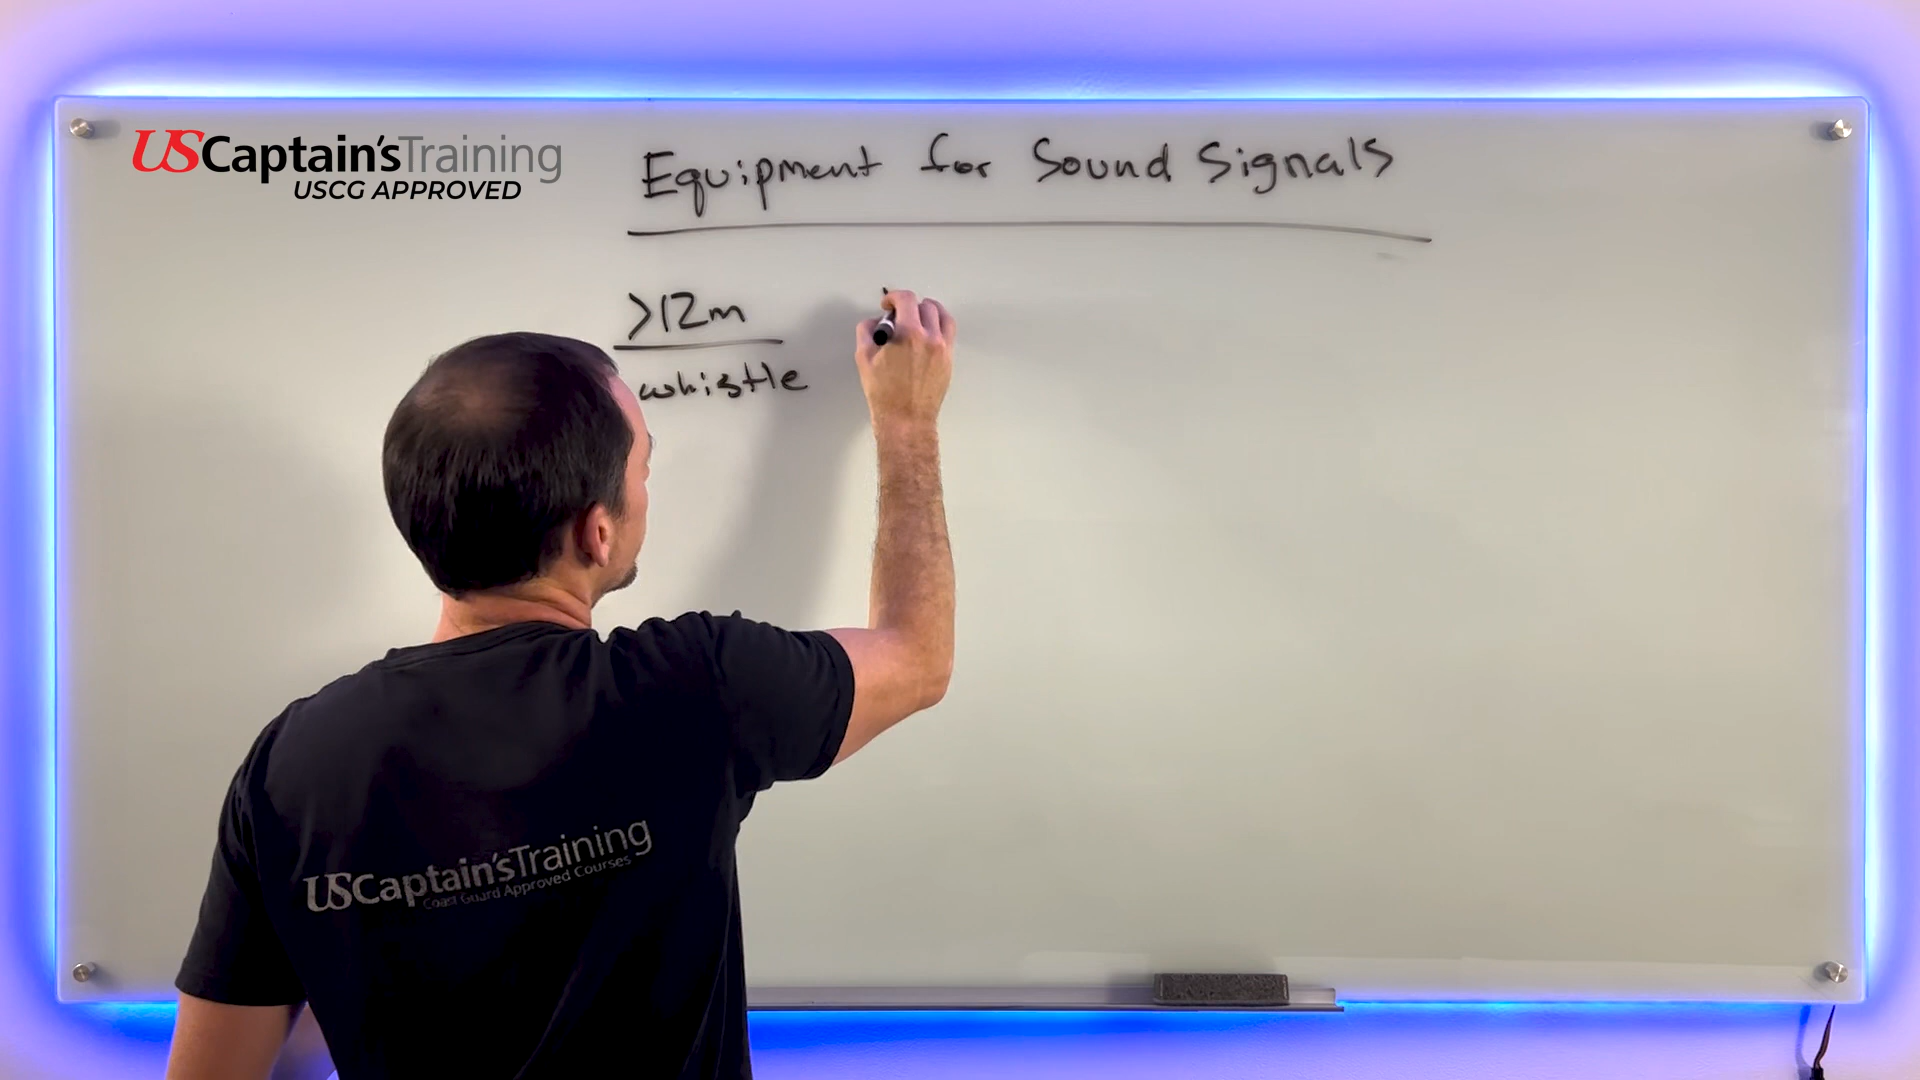 USCaptain'sTraining
USCG APPROVED
Equipment for Sound Signals
>12m
whistle
USCaptain'sTraining
Coast Guard Approved Courses